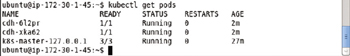 ubuntu@ip-172-30-1-45:~$ kubectl get pods
NAME READY STATUS RESTARTS AGE
cdh-6l2pr 1/1 Running 0 2m
cdh-xka62 1/1 Running 0 2m
k8s-master-127.0.0.1 3/3 Running 0 27m
ubuntu@ip-172-30-1-45:~$